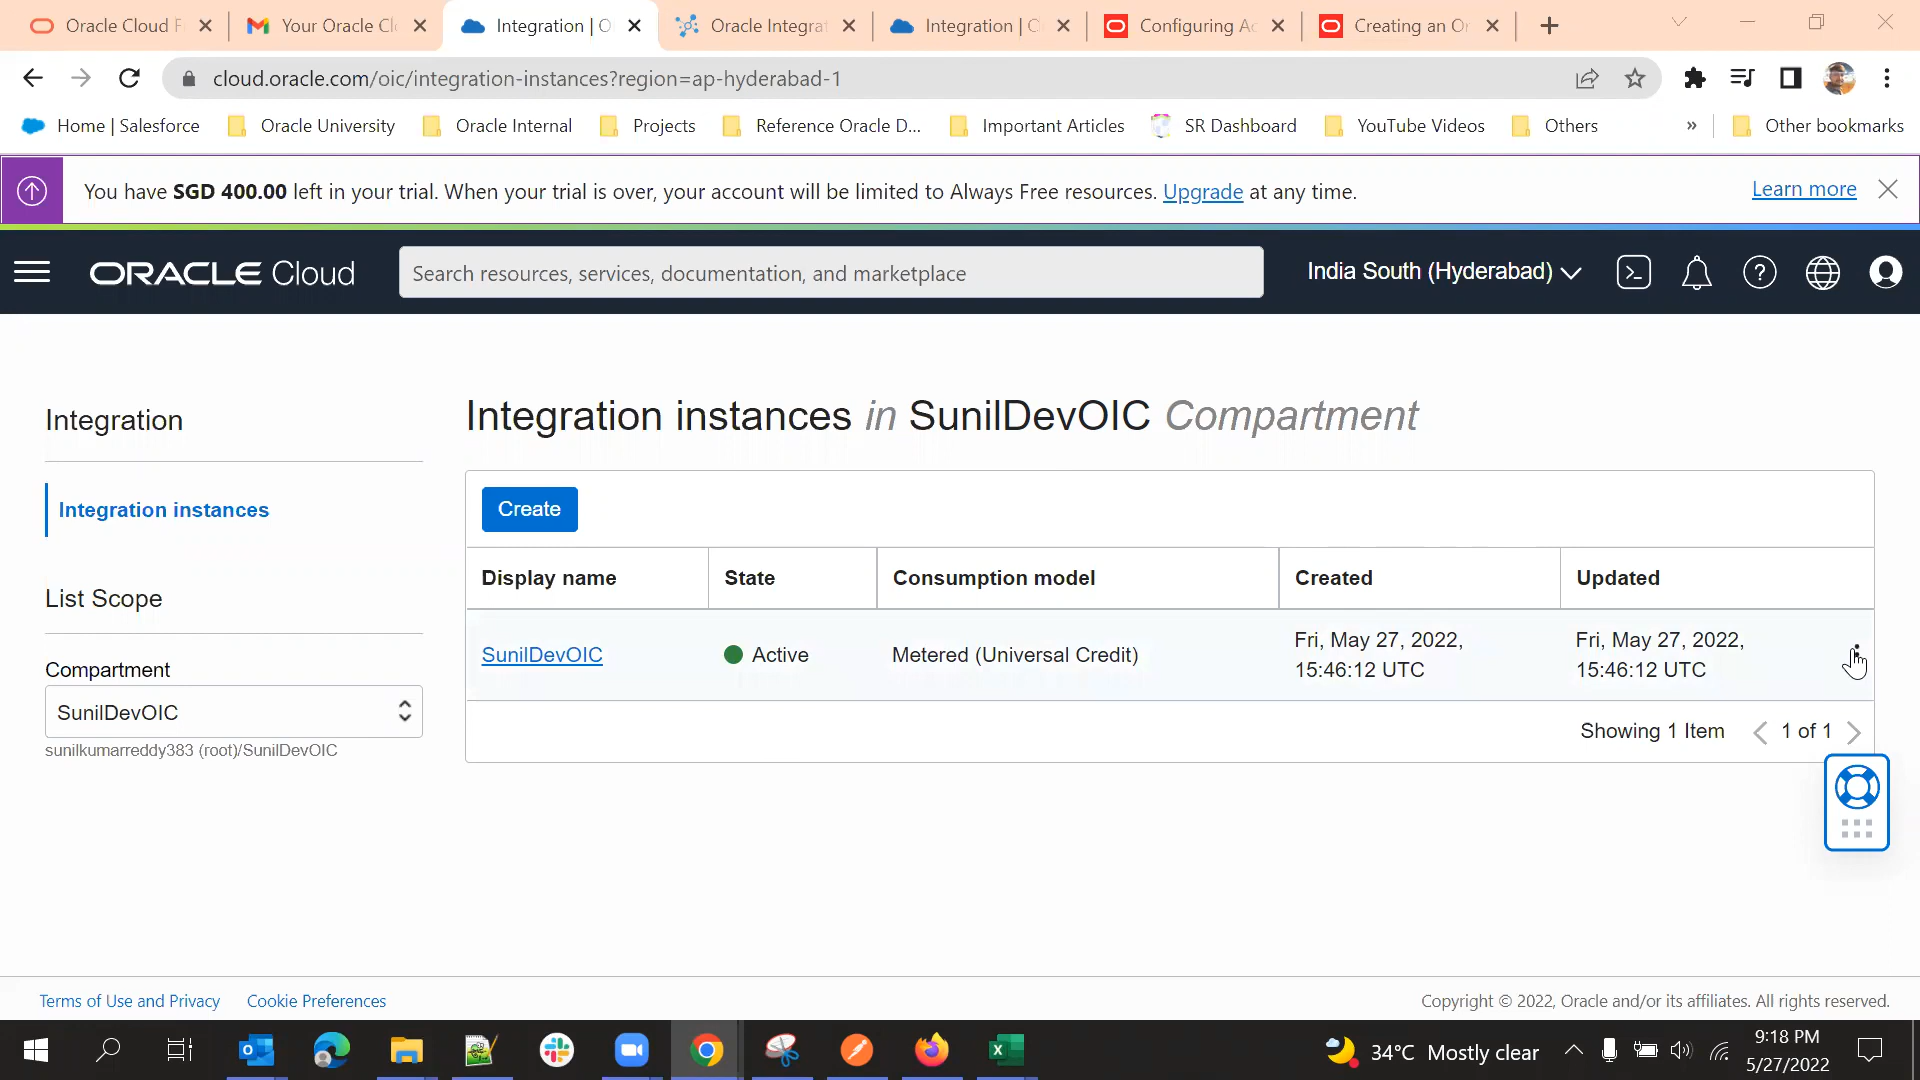 Oracle Cloud F
Your Oracle Cl
Integration | O
Oracle Integrat
Integration | C
Configuring Ac
Creating an Or
cloud.oracle.com/oic/integration-instances?region=ap-hyderabad-1
Home | Salesforce
Oracle University
Oracle Internal
Projects
Reference Oracle D...
Important Articles
SR Dashboard
YouTube Videos
Others
»
Other bookmarks
You have SGD 400.00 left in your trial. When your trial is over, your account will be limited to Always Free resources. Upgrade at any time.
Learn more
ORACLE Cloud
Search resources, services, documentation, and marketplace
India South (Hyderabad)
Integration
Integration instances
List Scope
Compartment
SunilDevOIC
sunilkumarreddy383 (root)/SunilDevOIC
Integration instances in SunilDevOIC Compartment
Create
Display name
State
Consumption model
Created
Updated
SunilDevOIC
Active
Metered (Universal Credit)
Fri, May 27, 2022,
15:46:12 UTC
Fri, May 27, 2022,
15:46:12 UTC
Showing 1 Item
1 of 1
Terms of Use and Privacy
Cookie Preferences
Copyright © 2022, Oracle and/or its affiliates. All rights reserved.
34°C Mostly clear
9:18 PM
5/27/2022